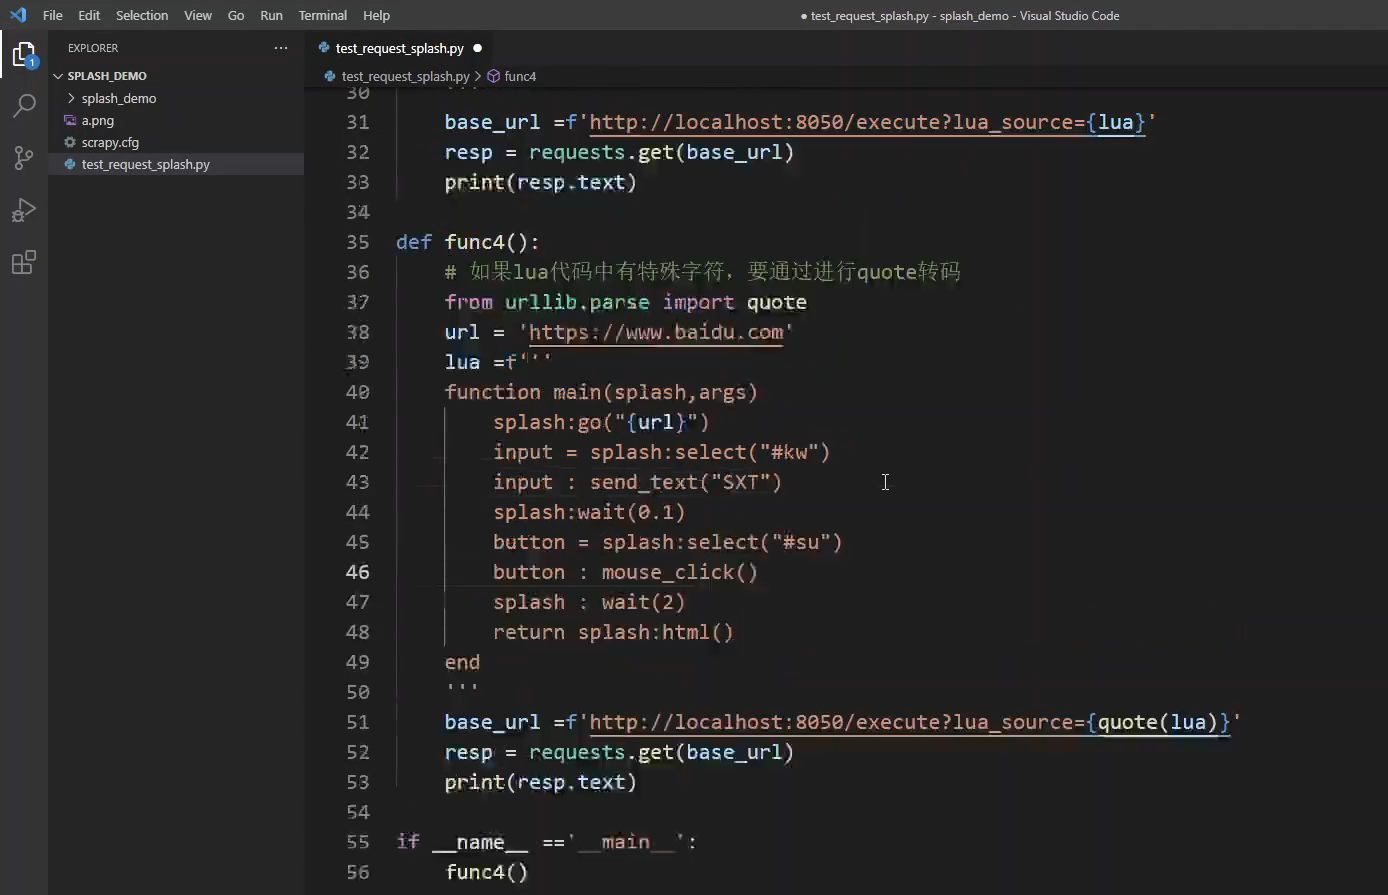 File Edit Selection View Go Run Terminal Help
● test_request_splash.py - splash_demo - Visual Studio Code
EXPLORER ···
1
SPLASH_DEMO
splash_demo
a.png
scrapy.cfg
test_request_splash.py
test_request_splash.py ●
test_request_splash.py > func4
30 '''
31 base_url =f'http://localhost:8050/execute?lua_source={lua}'
32 resp = requests.get(base_url)
33 print(resp.text)
34
35 def func4():
36 # 如果lua代码中有特殊字符，要通过进行quote转码
37 from urllib.parse import quote
38 url = 'https://www.baidu.com'
39 lua =f'''
40 function main(splash,args)
41 splash:go("{url}")
42 input = splash:select("#kw")
43 input : send_text("SXT")
44 splash:wait(0.1)
45 button = splash:select("#su")
46 button : mouse_click()
47 splash : wait(2)
48 return splash:html()
49 end
50 '''
51 base_url =f'http://localhost:8050/execute?lua_source={quote(lua)}'
52 resp = requests.get(base_url)
53 print(resp.text)
54
55 if __name__ =='__main__':
56 func4()